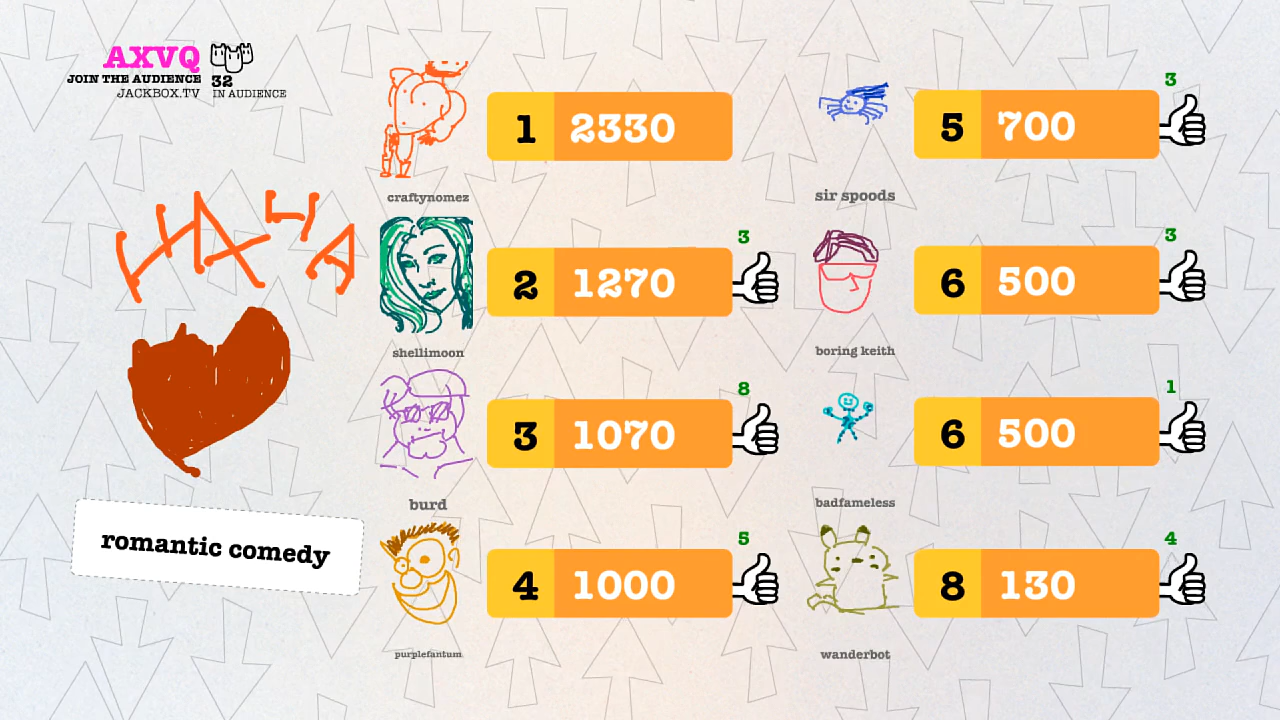 AXVQ
JOIN THE AUDIENCE
JACKBOX.TV
32
IN AUDIENCE
HA
HA
romantic comedy
1 2330
craftynomez
2 1270
3
shellimoon
3 1070
8
burd
4 1000
5
purplefantum
5 700
3
sir spoods
6 500
3
boring keith
6 500
1
badfameless
8 130
4
wanderbot